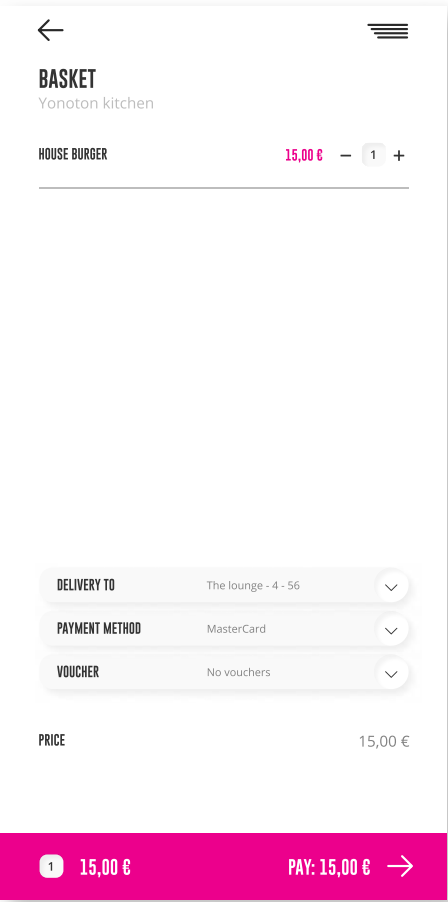 BASKET
Yonoton kitchen
HOUSE BURGER 15,00 € − 1 +
DELIVERY TO The lounge - 4 - 56
PAYMENT METHOD MasterCard
VOUCHER No vouchers
PRICE 15,00 €
1 15,00 € PAY: 15,00 €